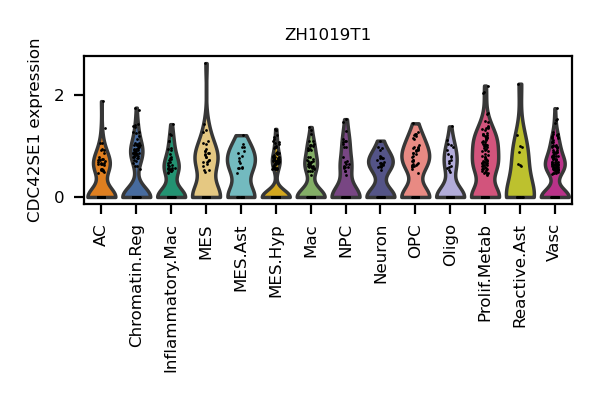 ZH1019T1
CDC42SE1 expression
2
0
AC
Chromatin.Reg
Inflammatory.Mac
MES
MES.Ast
MES.Hyp
Mac
NPC
Neuron
OPC
Oligo
Prolif.Metab
Reactive.Ast
Vasc